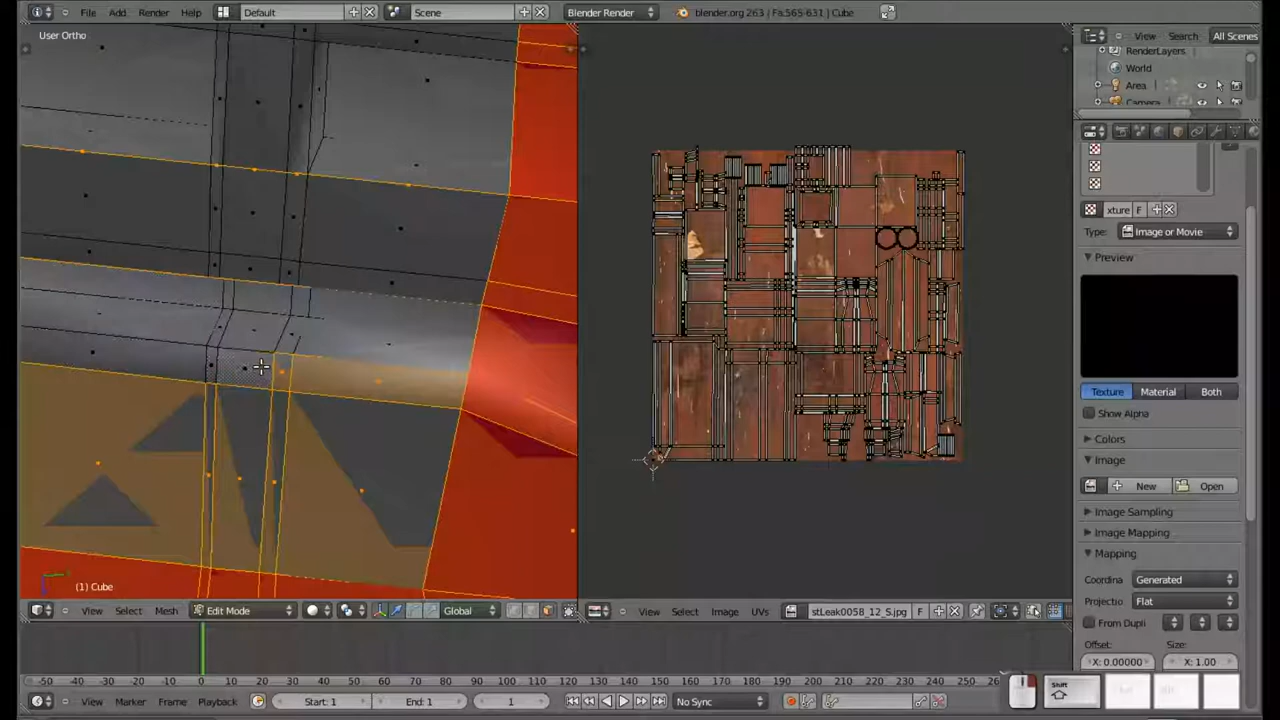 File Add Render Help Default Scene Blender Render blender.org 263 | Fa:565-631 | Cube
View Search All Scenes
User Ortho
RenderLayers
World
Area
Camera
xture F
Type: Image or Movie
Preview
Texture Material Both
Show Alpha
Colors
Image
New Open
Image Sampling
Image Mapping
Mapping
Coordina Generated
Projectio Flat
From Dupli
Offset: Size:
X: 0.00000 X: 1.00
(1) Cube
View Select Mesh Edit Mode Global
View Select Image UVs stLeak0058_12_S.jpg F
-50 -40 -30 -20 -10 0 10 20 30 40 50 60 70 80 90 100 110 120 130 140 150 160 170 180 190 200 210 220 230 240 250 26
View Marker Frame Playback Start: 1 End: 1 1 No Sync
Shift